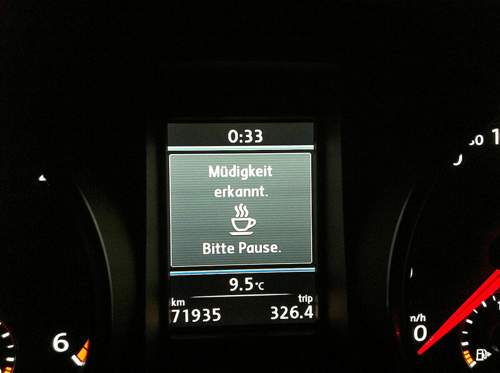 0:33
Müdigkeit
erkannt.
Bitte Pause.
9.5°C
km trip
71935 326.4
6
0